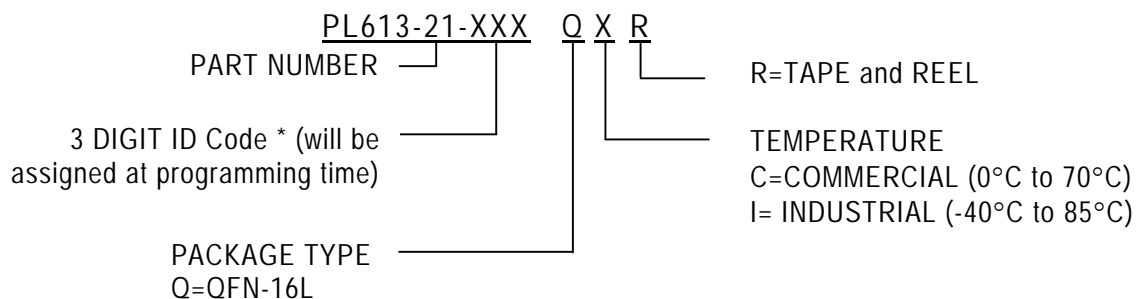 PL613-21-XXX Q X R
PART NUMBER
R=TAPE and REEL
3 DIGIT ID Code * (will be
assigned at programming time)
TEMPERATURE
C=COMMERCIAL (0°C to 70°C)
I= INDUSTRIAL (-40°C to 85°C)
PACKAGE TYPE
Q=QFN-16L